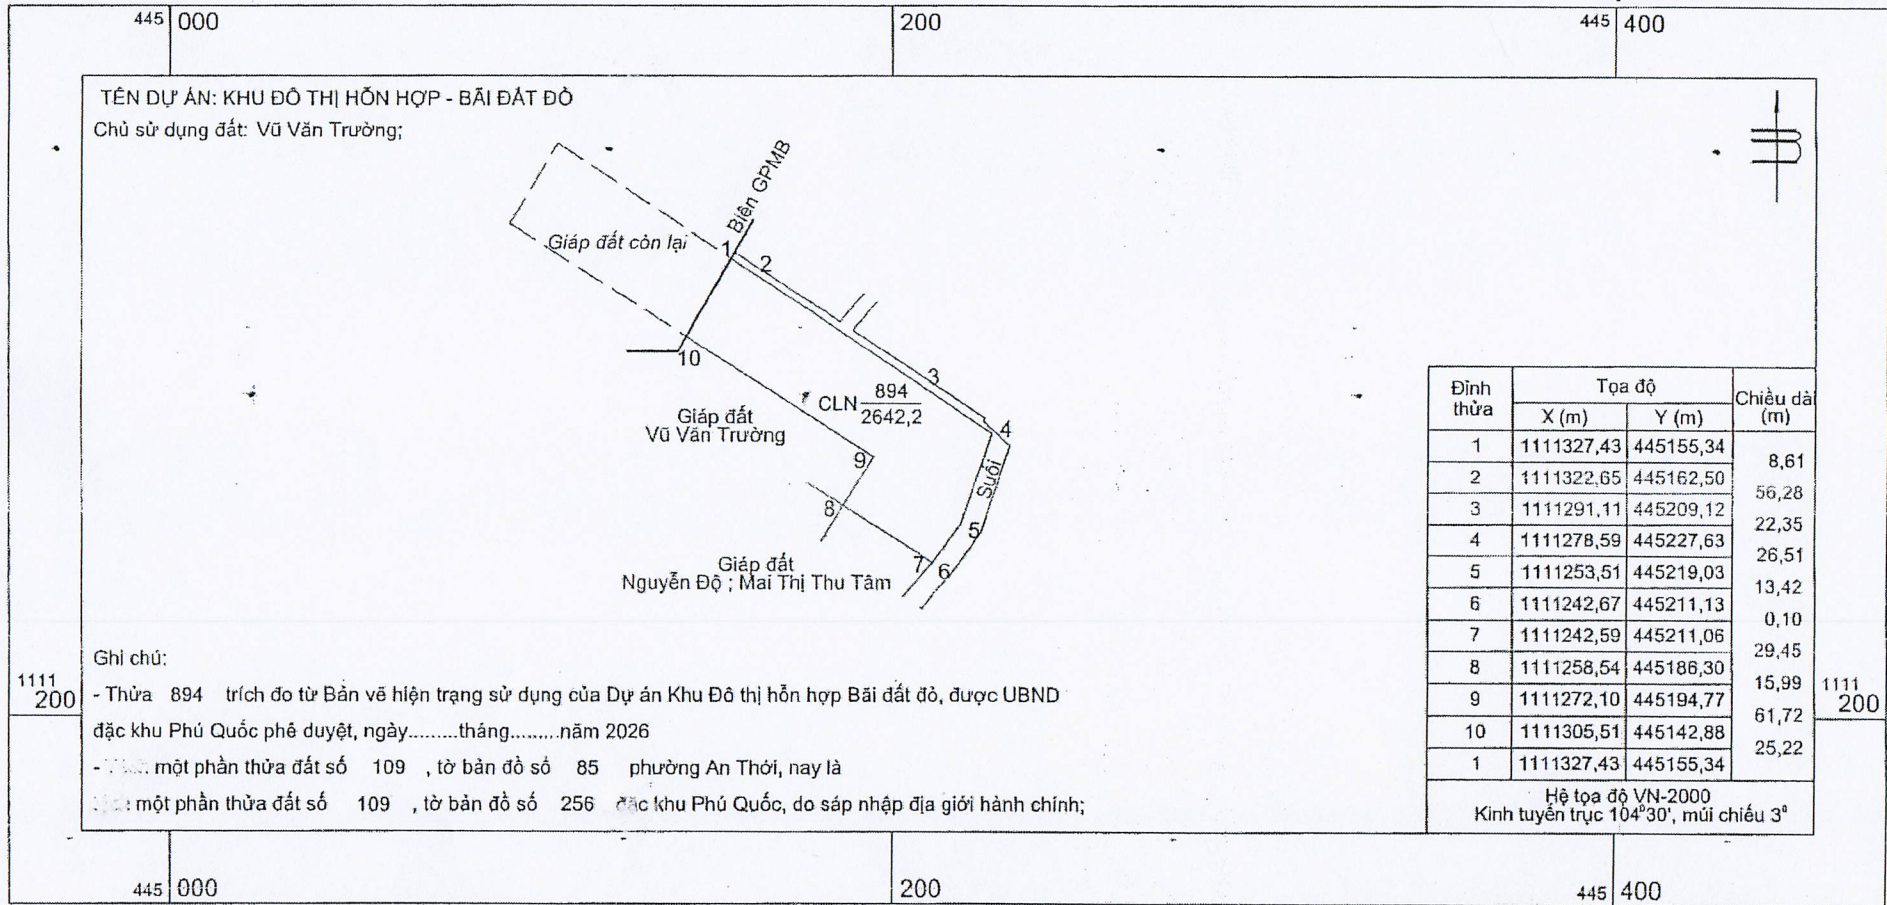 445 000
200
445 400
TÊN DỰ ÁN: KHU ĐÔ THỊ HỖN HỢP - BÃI ĐẤT ĐỎ
Chủ sử dụng đất: Vũ Văn Trường;
Biên GPMB
Giáp đất còn lại
1
2
10
3
CLN 894
2642,2
Giáp đất
Vũ Văn Trường
4
9
Suối
8
5
7
6
Giáp đất
Nguyễn Độ ; Mai Thị Thu Tâm
Đỉnh thửa Tọa độ Chiều dài (m)
X (m) Y (m)
1 1111327,43 445155,34
8,61
2 1111322,65 445162,50
56,28
3 1111291,11 445209,12
22,35
4 1111278,59 445227,63
26,51
5 1111253,51 445219,03
13,42
6 1111242,67 445211,13
0,10
7 1111242,59 445211,06
29,45
8 1111258,54 445186,30
15,99
9 1111272,10 445194,77
61,72
10 1111305,51 445142,88
25,22
1 1111327,43 445155,34
Hệ tọa độ VN-2000
Kinh tuyến trục 104°30', múi chiếu 3°
Ghi chú:
1111
200
- Thửa 894 trích đo từ Bản vẽ hiện trạng sử dụng của Dự án Khu Đô thị hỗn hợp Bãi đất đỏ, được UBND
đặc khu Phú Quốc phê duyệt, ngày.........tháng.........năm 2026
- một phần thửa đất số 109 , tờ bản đồ số 85 phường An Thới, nay là
một phần thửa đất số 109 , tờ bản đồ số 256 đặc khu Phú Quốc, do sáp nhập địa giới hành chính;
1111
200
445 000
200
445 400